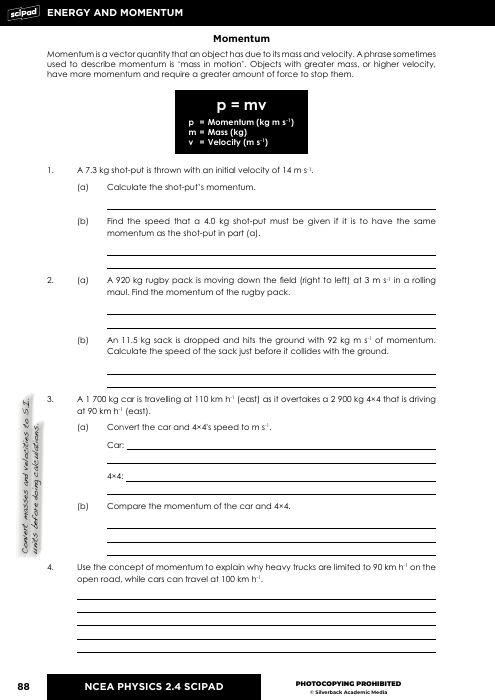 scipad ENERGY AND MOMENTUM
Momentum
Momentum is a vector quantity that an object has due to its mass and velocity. A phrase sometimes
used to describe momentum is ‘mass in motion’. Objects with greater mass, or higher velocity,
have more momentum and require a greater amount of force to stop them.
p = mv
p = Momentum (kg m s⁻¹)
m = Mass (kg)
v = Velocity (m s⁻¹)
1. A 7.3 kg shot-put is thrown with an initial velocity of 14 m s⁻¹.
(a) Calculate the shot-put's momentum.
(b) Find the speed that a 4.0 kg shot-put must be given if it is to have the same
momentum as the shot-put in part (a).
2. (a) A 920 kg rugby pack is moving down the field (right to left) at 3 m s⁻¹ in a rolling
maul. Find the momentum of the rugby pack.
(b) An 11.5 kg sack is dropped and hits the ground with 92 kg m s⁻¹ of momentum.
Calculate the speed of the sack just before it collides with the ground.
3. A 1 700 kg car is travelling at 110 km h⁻¹ (east) as it overtakes a 2 900 kg 4×4 that is driving
at 90 km h⁻¹ (east).
(a) Convert the car and 4×4's speed to m s⁻¹.
Car:
4×4:
Convert masses and velocities to S.I.
units before doing calculations.
(b) Compare the momentum of the car and 4×4.
4. Use the concept of momentum to explain why heavy trucks are limited to 90 km h⁻¹ on the
open road, while cars can travel at 100 km h⁻¹.
88 NCEA PHYSICS 2.4 SCIPAD
PHOTOCOPYING PROHIBITED
© Silverback Academic Media